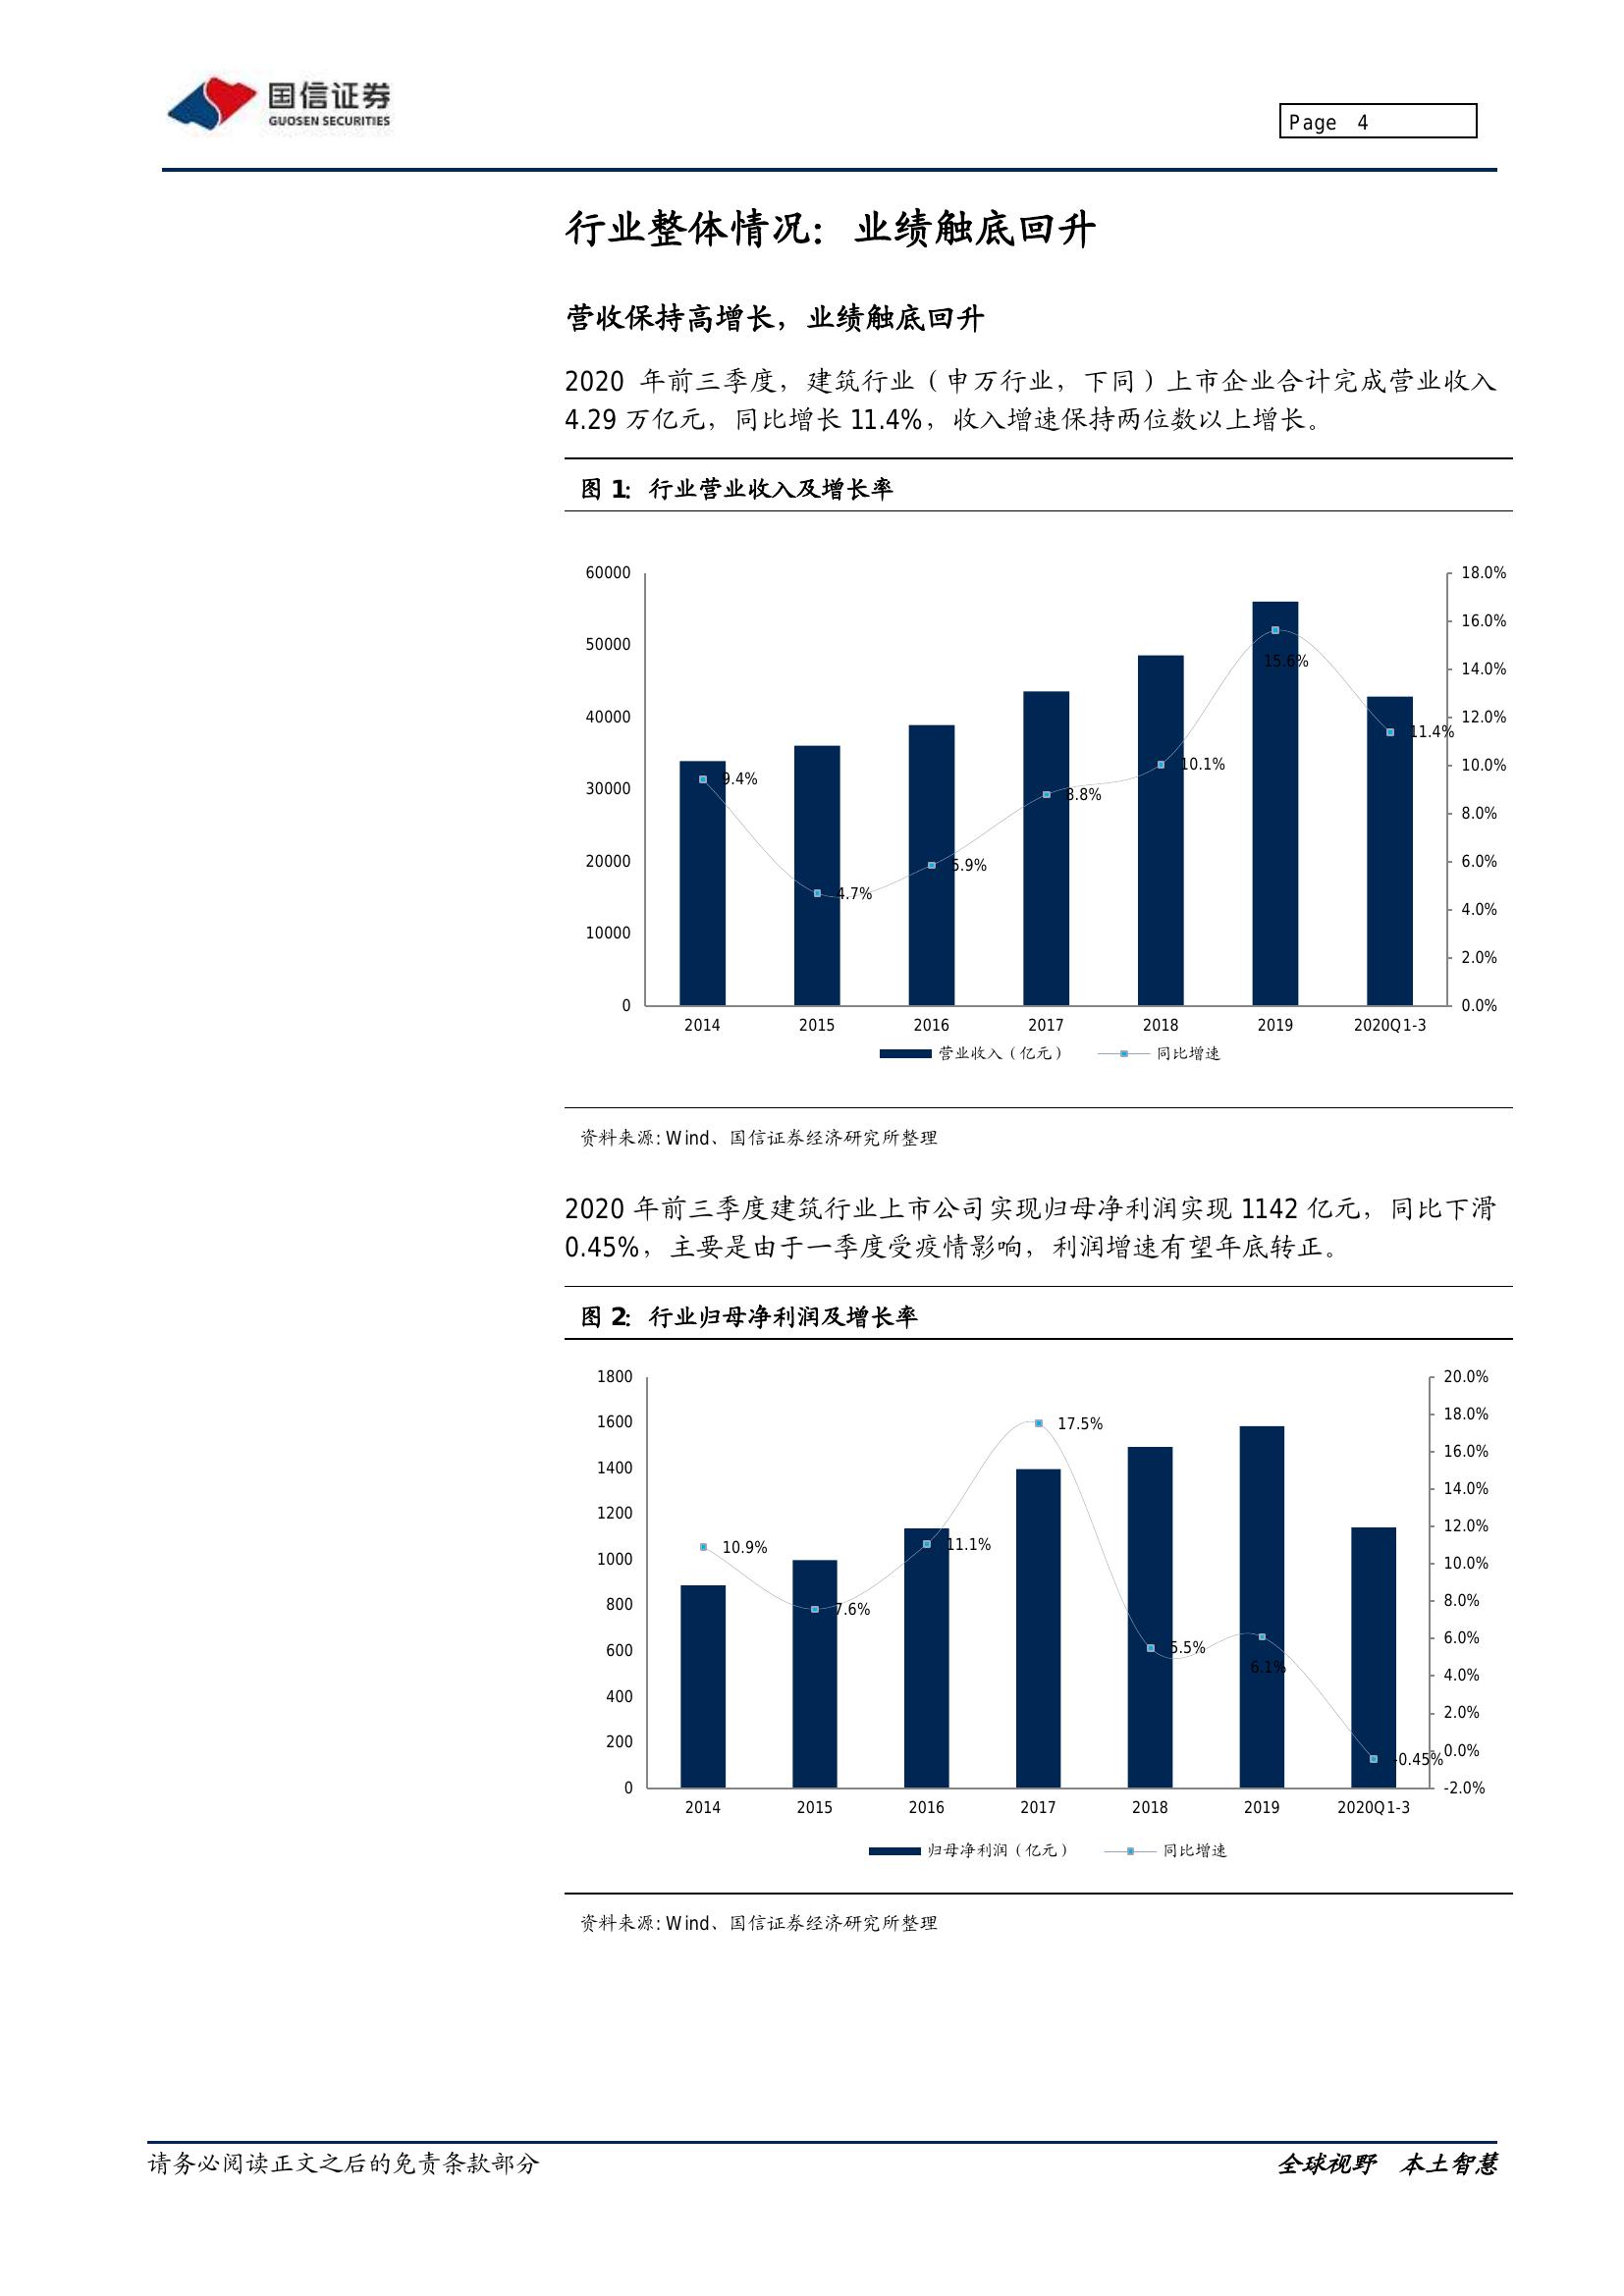 国信证券
GUOSEN SECURITIES
Page 4
行业整体情况：业绩触底回升
营收保持高增长，业绩触底回升
2020 年前三季度，建筑行业（申万行业，下同）上市企业合计完成营业收入
4.29 万亿元，同比增长 11.4%，收入增速保持两位数以上增长。
图 1：行业营业收入及增长率
60000
50000
40000
30000
20000
10000
0
18.0%
16.0%
14.0%
12.0%
10.0%
8.0%
6.0%
4.0%
2.0%
0.0%
9.4%
4.7%
5.9%
8.8%
10.1%
15.6%
11.4%
2014 2015 2016 2017 2018 2019 2020Q1-3
营业收入（亿元） 同比增速
资料来源: Wind、国信证券经济研究所整理
2020 年前三季度建筑行业上市公司实现归母净利润实现 1142 亿元，同比下滑
0.45%，主要是由于一季度受疫情影响，利润增速有望年底转正。
图 2：行业归母净利润及增长率
1800
1600
1400
1200
1000
800
600
400
200
0
20.0%
18.0%
16.0%
14.0%
12.0%
10.0%
8.0%
6.0%
4.0%
2.0%
0.0%
-2.0%
10.9%
7.6%
11.1%
17.5%
5.5%
6.1%
-0.45%
2014 2015 2016 2017 2018 2019 2020Q1-3
归母净利润（亿元） 同比增速
资料来源: Wind、国信证券经济研究所整理
请务必阅读正文之后的免责条款部分
全球视野 本土智慧